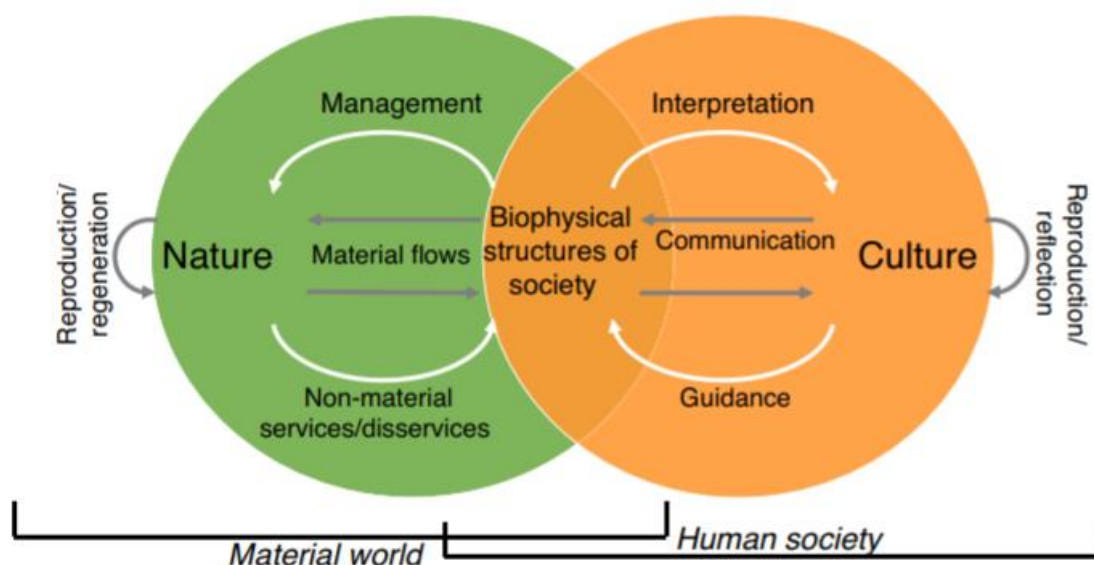 Management
Interpretation
Reproduction/
regeneration
Nature
Material flows
Biophysical
structures of
society
Communication
Culture
Reproduction/
reflection
Non-material
services/disservices
Guidance
Material world
Human society